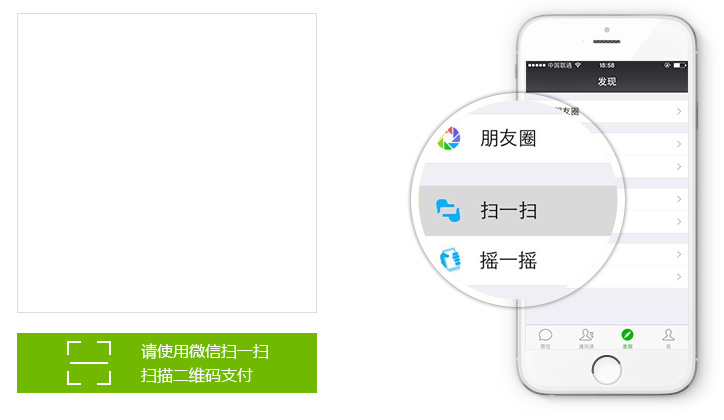 请使用微信扫一扫
扫描二维码支付
中国联通
18:58
发现
朋友圈
朋友圈
扫一扫
摇一摇
微信
通讯录
发现
我